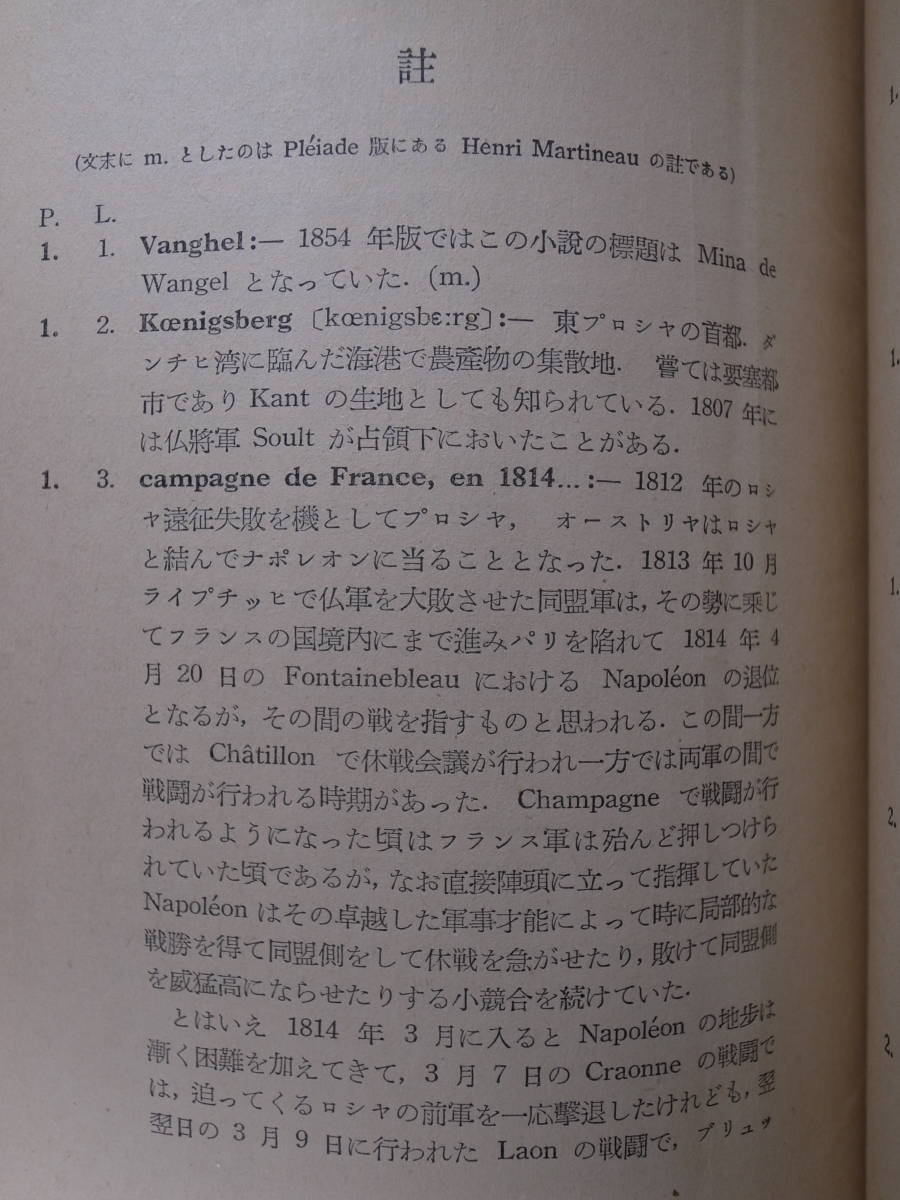 註
(文末に m. としたのは Pléiade 版にある Henri Martineau の註である)
P. L.
1. 1. Vanghel:— 1854 年版ではこの小説の標題は Mina de
Wangel となっていた. (m.)
1. 2. Kœnigsberg [kœnigsbɛ:rg]:— 東プロシャの首都. ダ
ンチヒ湾に臨んだ海港で農産物の集散地. 嘗ては要塞都
市であり Kant の生地としても知られている. 1807 年に
は仏將軍 Soult が占領下においたことがある.
1. 3. campagne de France, en 1814...:— 1812 年のロシ
ヤ遠征失敗を機としてプロシャ, オーストリヤはロシャ
と結んでナポレオンに当ることとなった. 1813 年 10 月
ライプチッヒで仏軍を大敗させた同盟軍は, その勢に乗じ
てフランスの国境内にまで進みパリを陥れて 1814 年 4
月 20 日の Fontainebleau における Napoléon の退位
となるが, その間の戦を指すものと思われる. この間一方
では Châtillon で休戦会議が行われ一方では両軍の間で
戦闘が行われる時期があった. Champagne で戦闘が行
われるようになった頃はフランス軍は殆んど押しつけら
れていた頃であるが, なお直接陣頭に立って指揮していた
Napoléon はその卓越した軍事才能によって時に局部的な
戦勝を得て同盟側をして休戦を急がせたり, 敗けて同盟側
を威猛高にならせたりする小競合を続けていた.
とはいえ 1814 年 3 月に入ると Napoléon の地歩は
漸く困難を加えてきて, 3 月 7 日の Craonne の戦闘で
は, 迫ってくるロシャの前軍を一応擊退したけれども, 翌
翌日の 3 月 9 日に行われた Laon の戦闘で, ブリュッ
1.
1.
1.
2.
2.